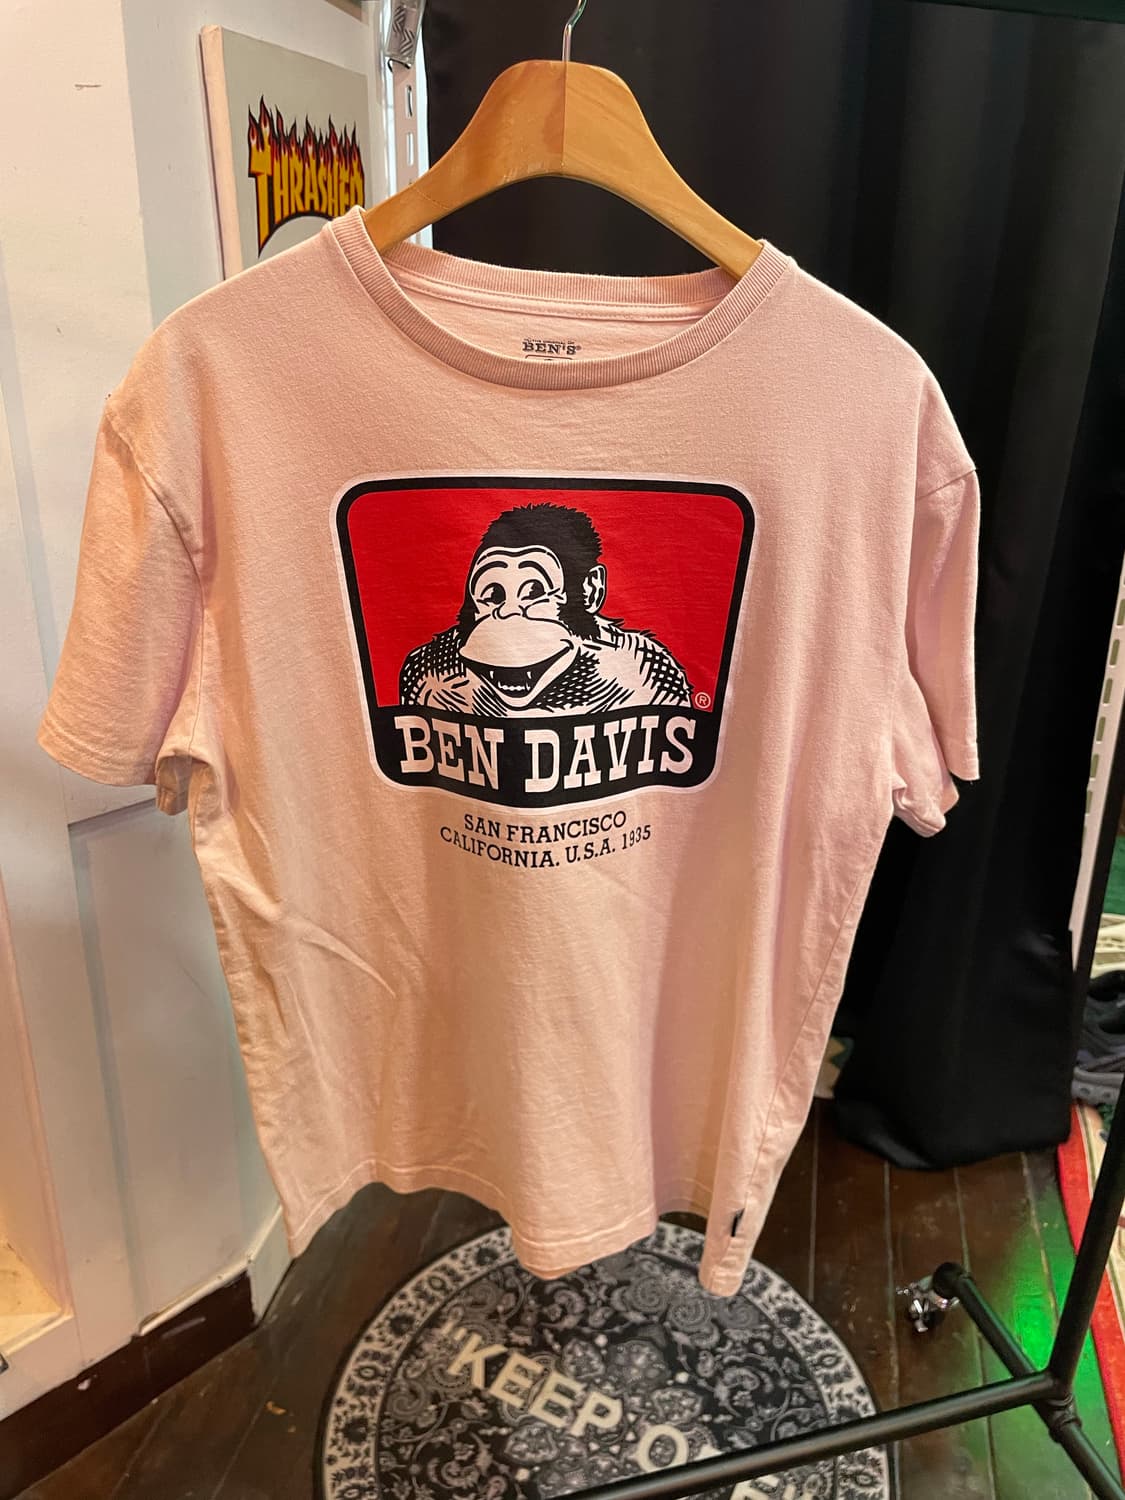 THRASHER
BEN'S
BEN DAVIS
®
SAN FRANCISCO
CALIFORNIA. U.S.A. 1935
"KEEP